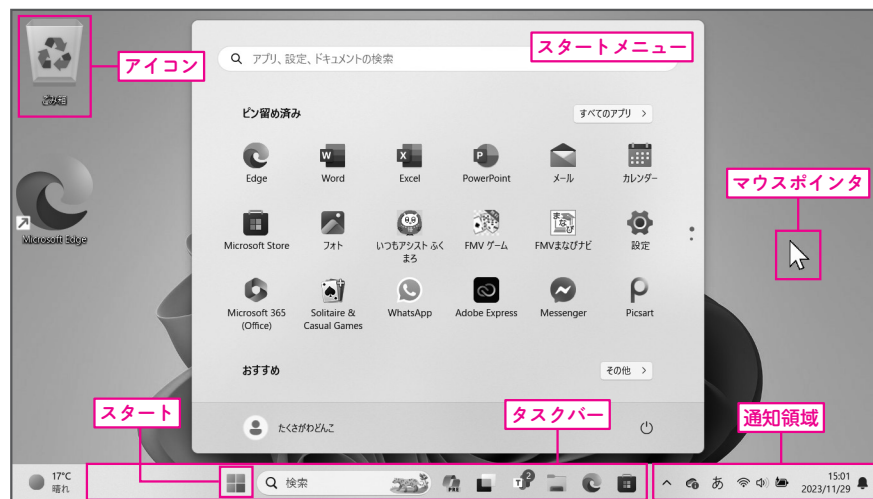 アイコン
ごみ箱
Microsoft Edge
スタートメニュー
アプリ、設定、ドキュメントの検索
ピン留め済み
すべてのアプリ >
Edge
Word
Excel
PowerPoint
メール
カレンダー
Microsoft Store
フォト
いつもアシスト ふく
まろ
FMV ゲーム
FMVまなびナビ
設定
Microsoft 365
(Office)
Solitaire &
Casual Games
WhatsApp
Adobe Express
Messenger
Picsart
おすすめ
その他 >
たくさがわどんこ
マウスポインタ
スタート
タスクバー
通知領域
17°C
晴れ
検索
PRE
2
あ
15:01
2023/11/29